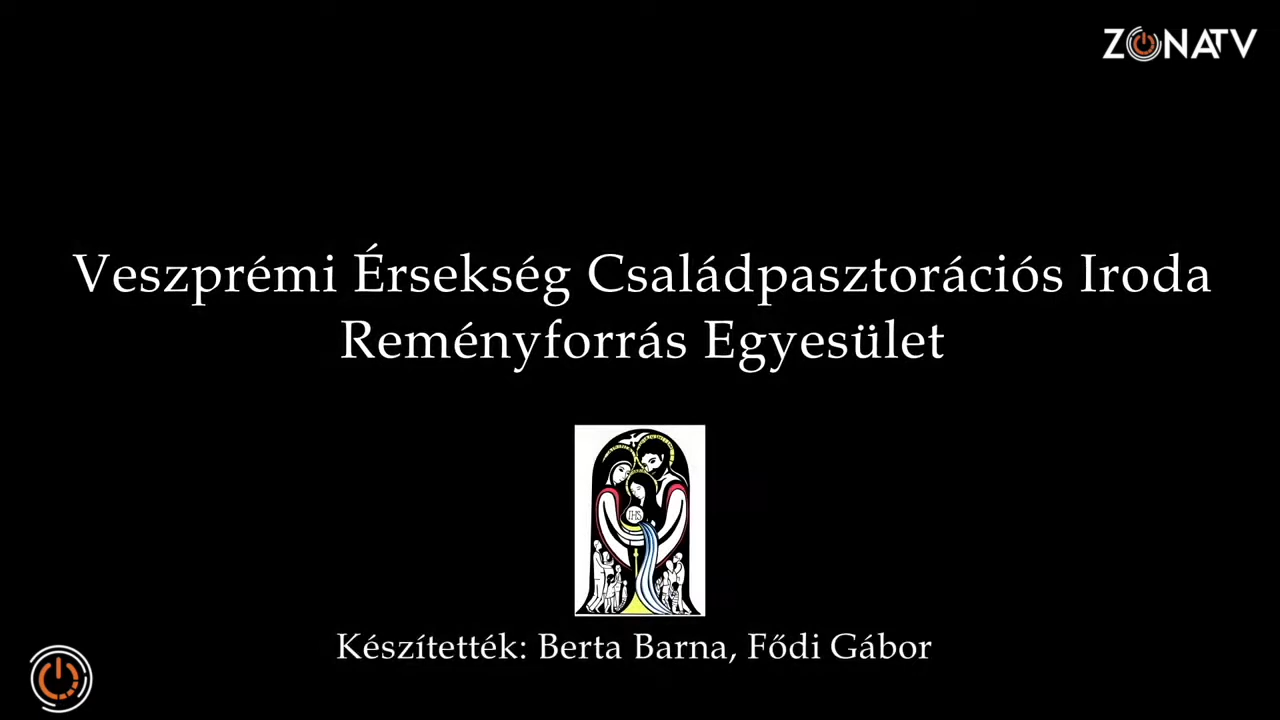 ZONATV
Veszprémi Érsekség Családpasztorációs Iroda
Reményforrás Egyesület
IHS
Készítették: Berta Barna, Fődi Gábor